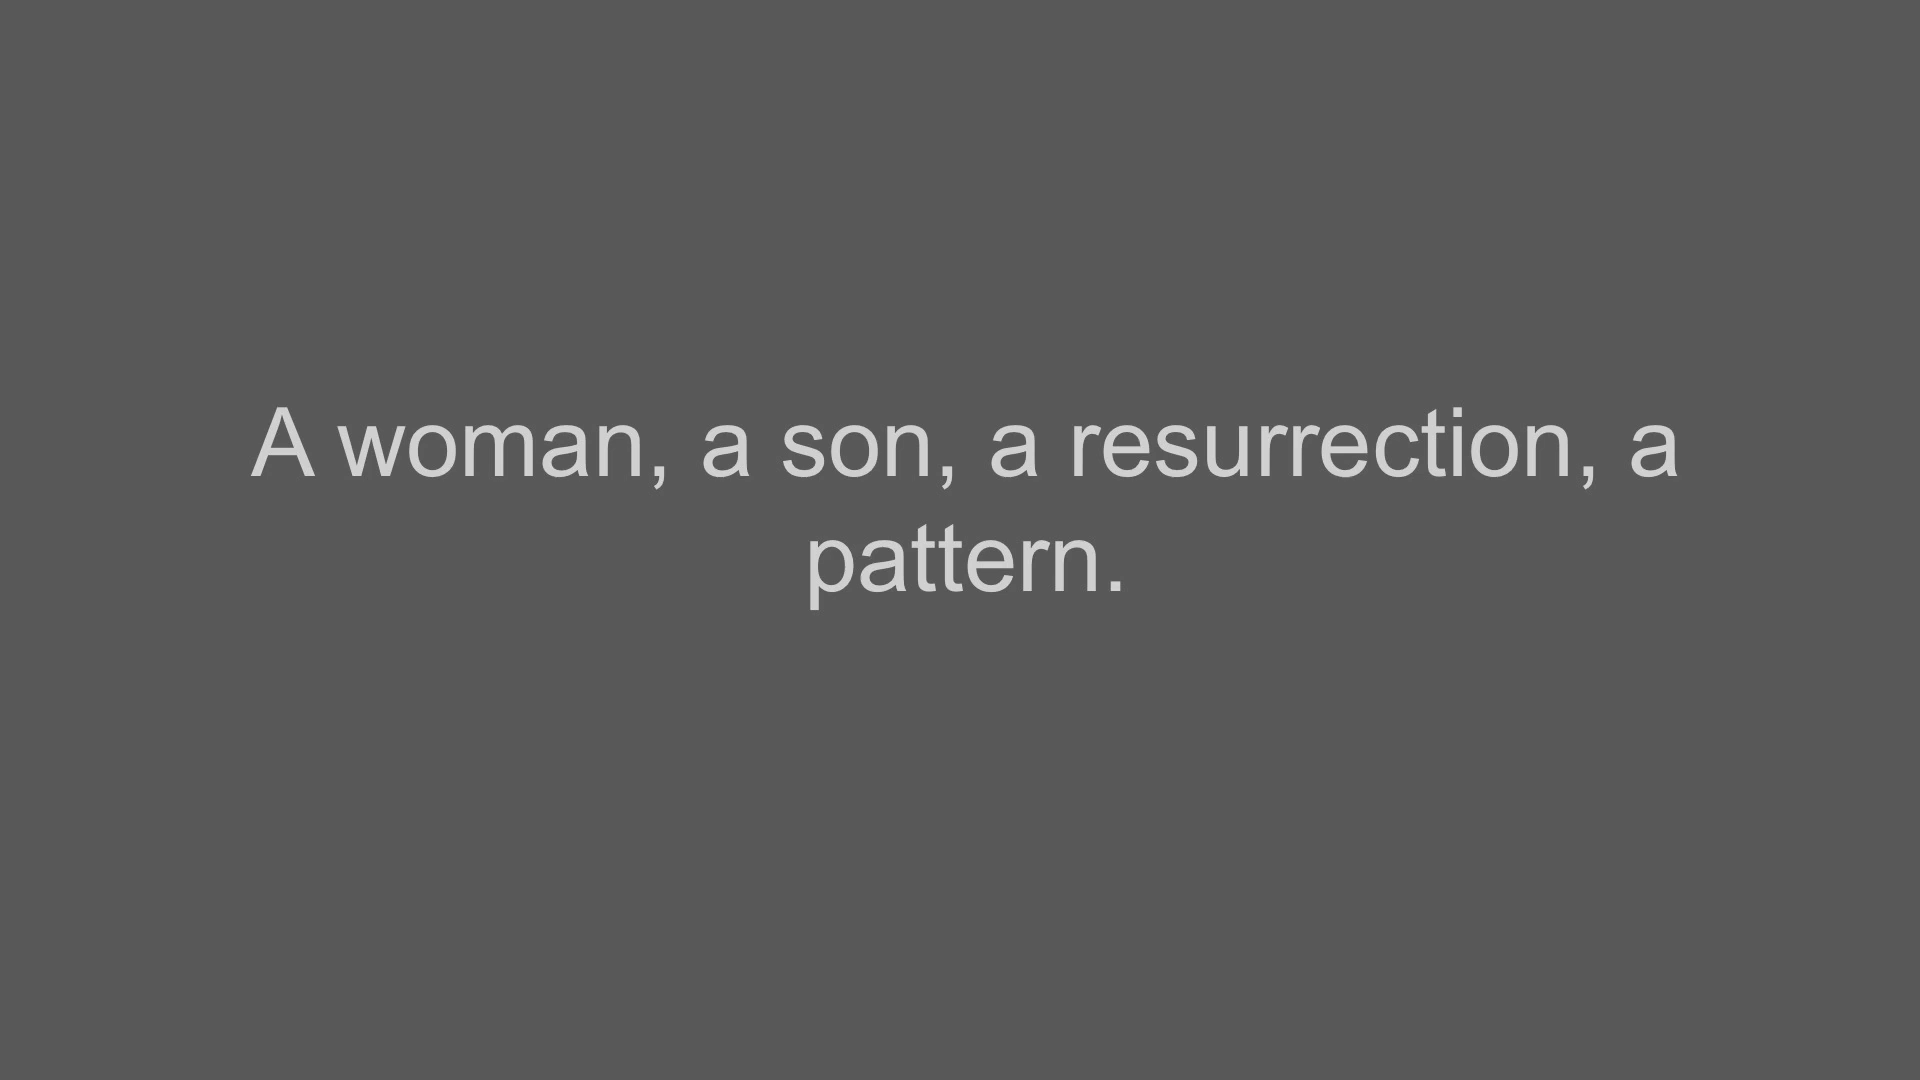 A woman, a son, a resurrection, a
pattern.